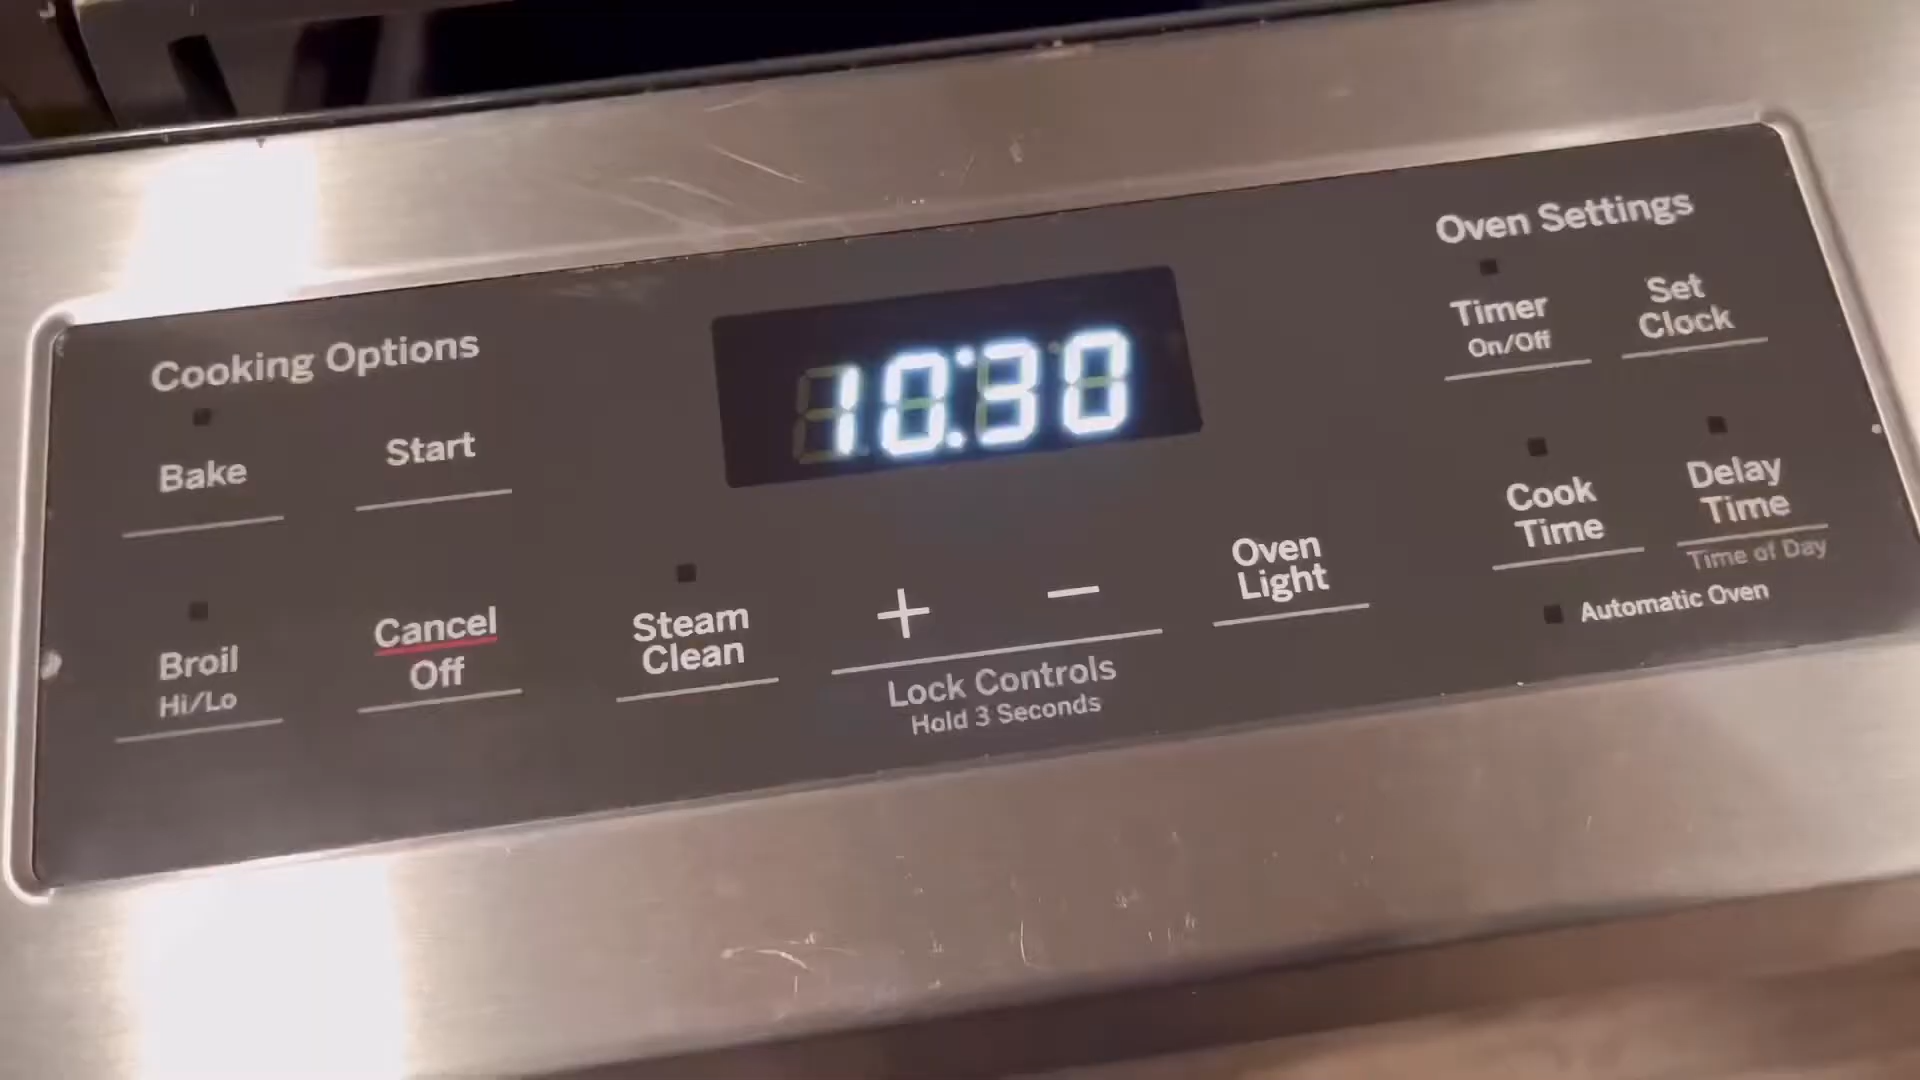 Cooking Options
Bake
Start
Broil
Hi/Lo
Cancel
Off
10:30
Steam
Clean
+ −
Lock Controls
Hold 3 Seconds
Oven
Light
Oven Settings
Timer
On/Off
Set
Clock
Cook
Time
Delay
Time
Time of Day
Automatic Oven